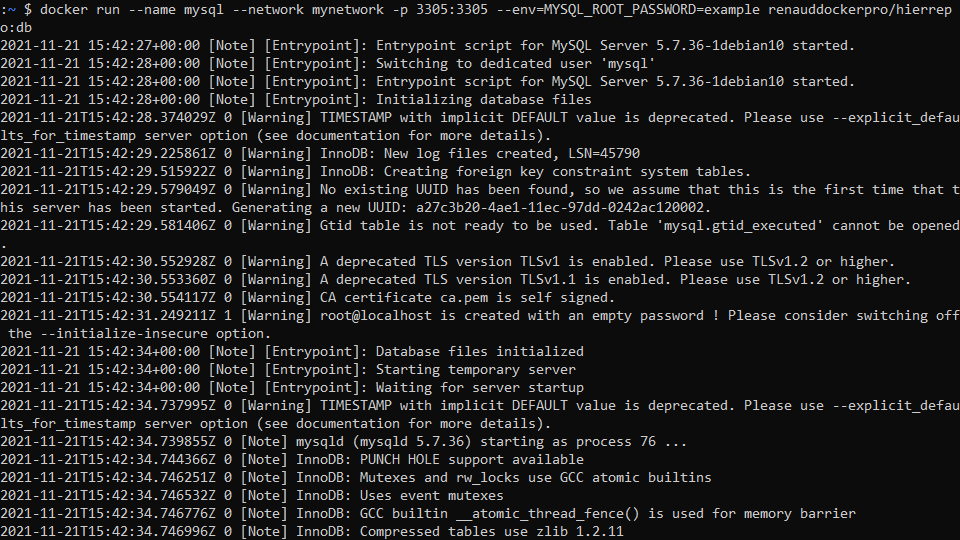 :~ $ docker run --name mysql --network mynetwork -p 3305:3305 --env=MYSQL_ROOT_PASSWORD=example renauddockerpro/hierrep
o:db
2021-11-21 15:42:27+00:00 [Note] [Entrypoint]: Entrypoint script for MySQL Server 5.7.36-1debian10 started.
2021-11-21 15:42:28+00:00 [Note] [Entrypoint]: Switching to dedicated user 'mysql'
2021-11-21 15:42:28+00:00 [Note] [Entrypoint]: Entrypoint script for MySQL Server 5.7.36-1debian10 started.
2021-11-21 15:42:28+00:00 [Note] [Entrypoint]: Initializing database files
2021-11-21T15:42:28.374029Z 0 [Warning] TIMESTAMP with implicit DEFAULT value is deprecated. Please use --explicit_defau
lts_for_timestamp server option (see documentation for more details).
2021-11-21T15:42:29.225861Z 0 [Warning] InnoDB: New log files created, LSN=45790
2021-11-21T15:42:29.515922Z 0 [Warning] InnoDB: Creating foreign key constraint system tables.
2021-11-21T15:42:29.579049Z 0 [Warning] No existing UUID has been found, so we assume that this is the first time that t
his server has been started. Generating a new UUID: a27c3b20-4ae1-11ec-97dd-0242ac120002.
2021-11-21T15:42:29.581406Z 0 [Warning] Gtid table is not ready to be used. Table 'mysql.gtid_executed' cannot be opened
.
2021-11-21T15:42:30.552928Z 0 [Warning] A deprecated TLS version TLSv1 is enabled. Please use TLSv1.2 or higher.
2021-11-21T15:42:30.553360Z 0 [Warning] A deprecated TLS version TLSv1.1 is enabled. Please use TLSv1.2 or higher.
2021-11-21T15:42:30.554117Z 0 [Warning] CA certificate ca.pem is self signed.
2021-11-21T15:42:31.249211Z 1 [Warning] root@localhost is created with an empty password ! Please consider switching off
 the --initialize-insecure option.
2021-11-21 15:42:34+00:00 [Note] [Entrypoint]: Database files initialized
2021-11-21 15:42:34+00:00 [Note] [Entrypoint]: Starting temporary server
2021-11-21 15:42:34+00:00 [Note] [Entrypoint]: Waiting for server startup
2021-11-21T15:42:34.737995Z 0 [Warning] TIMESTAMP with implicit DEFAULT value is deprecated. Please use --explicit_defau
lts_for_timestamp server option (see documentation for more details).
2021-11-21T15:42:34.739855Z 0 [Note] mysqld (mysqld 5.7.36) starting as process 76 ...
2021-11-21T15:42:34.744366Z 0 [Note] InnoDB: PUNCH HOLE support available
2021-11-21T15:42:34.746251Z 0 [Note] InnoDB: Mutexes and rw_locks use GCC atomic builtins
2021-11-21T15:42:34.746532Z 0 [Note] InnoDB: Uses event mutexes
2021-11-21T15:42:34.746776Z 0 [Note] InnoDB: GCC builtin __atomic_thread_fence() is used for memory barrier
2021-11-21T15:42:34.746996Z 0 [Note] InnoDB: Compressed tables use zlib 1.2.11